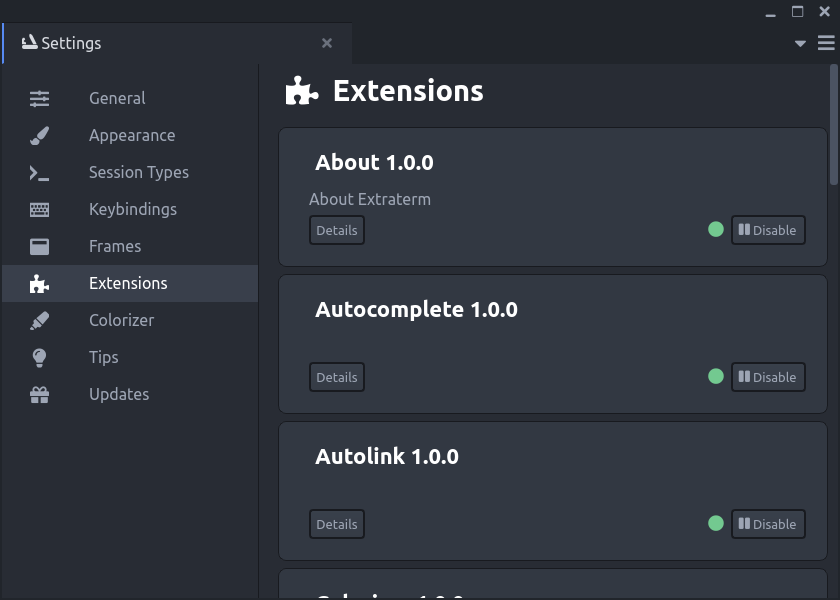 Settings
General
Appearance
Session Types
Keybindings
Frames
Extensions
Colorizer
Tips
Updates
Extensions
About 1.0.0
About Extraterm
Details
Disable
Autocomplete 1.0.0
Details
Disable
Autolink 1.0.0
Details
Disable